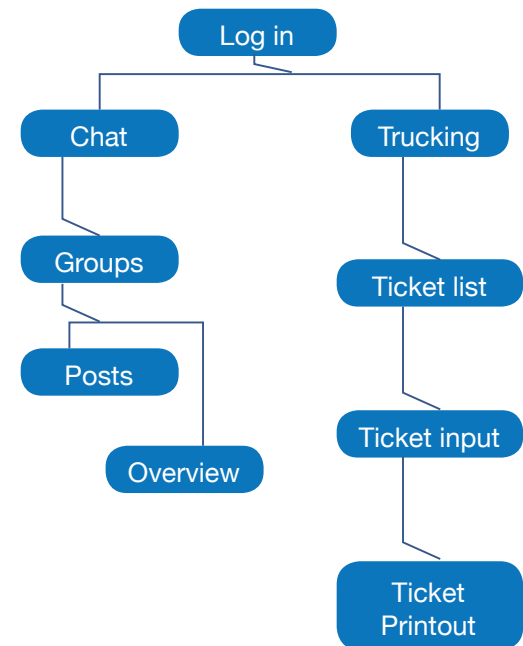 Log in
Chat
Trucking
Groups
Ticket list
Posts
Ticket input
Overview
Ticket
Printout